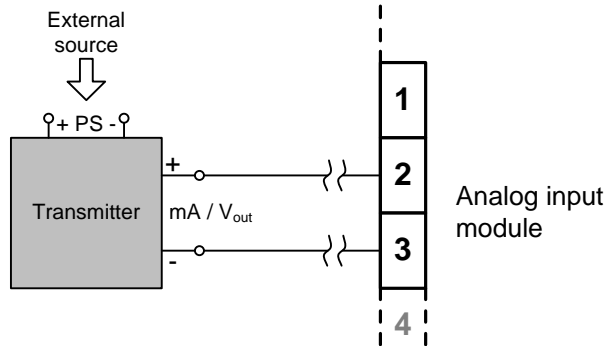 External
source
+ PS -
1
+
2
Transmitter
mA / Vout
Analog input
module
-
3
4